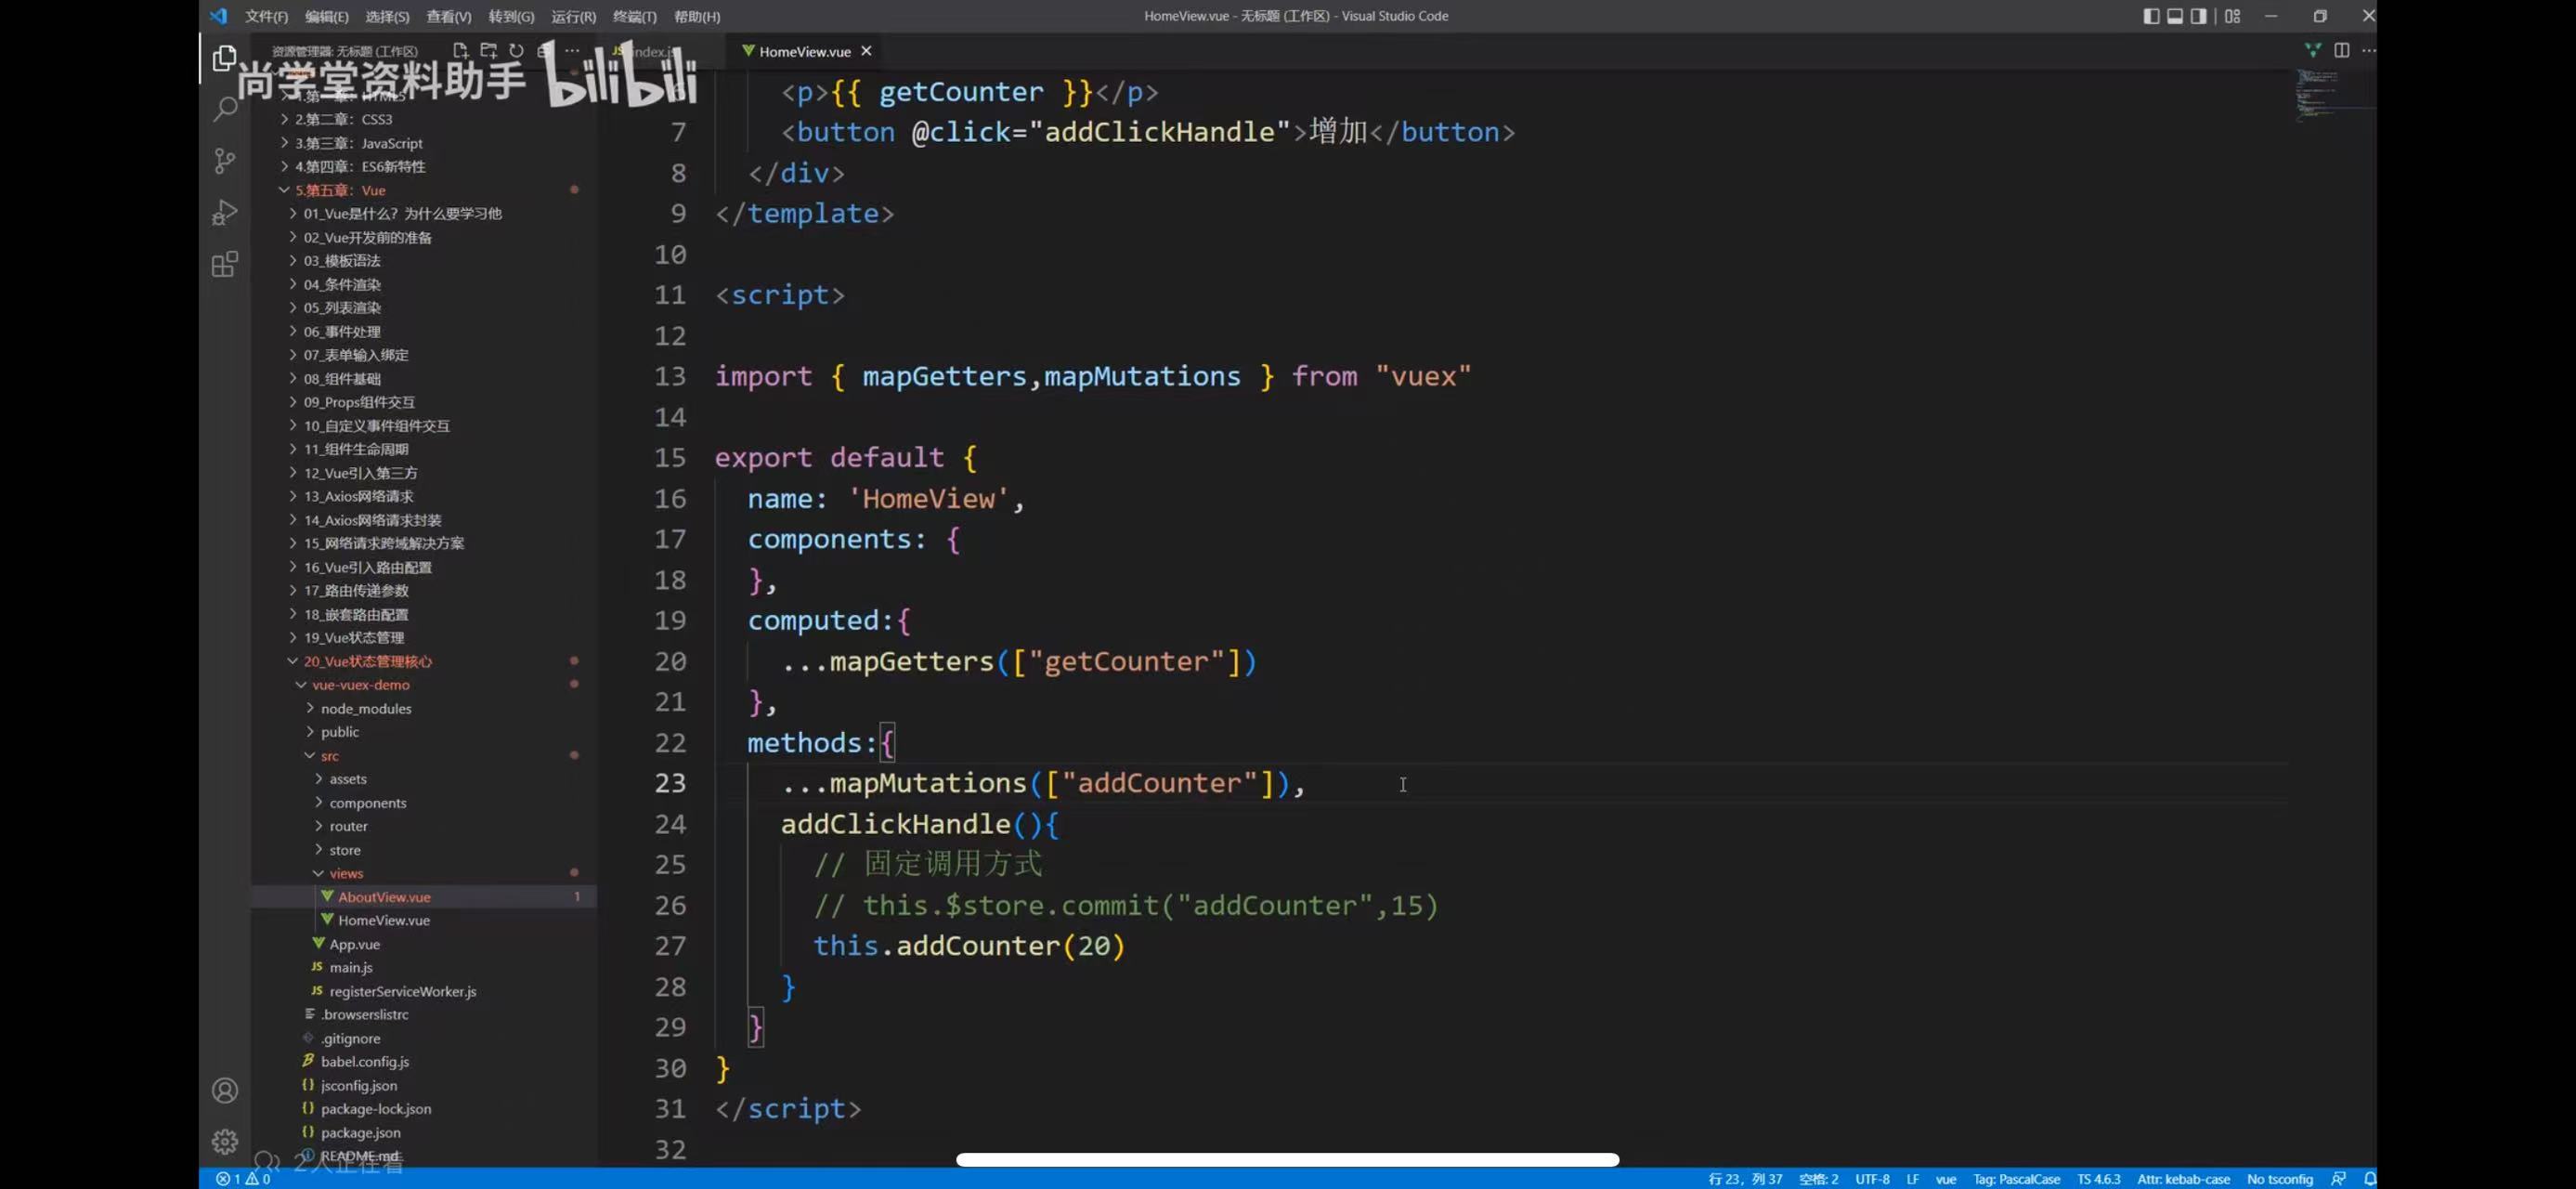 文件(F) 编辑(E) 选择(S) 查看(V) 转到(G) 运行(R) 终端(T) 帮助(H)
HomeView.vue - 无标题 (工作区) - Visual Studio Code
资源管理器: 无标题 (工作区)
index.js
HomeView.vue
尚学堂资料助手 bilibili
2.第二章：CSS3
3.第三章：JavaScript
4.第四章：ES6新特性
5.第五章：Vue
01_Vue是什么？为什么要学习他
02_Vue开发前的准备
03_模板语法
04_条件渲染
05_列表渲染
06_事件处理
07_表单输入绑定
08_组件基础
09_Props组件交互
10_自定义事件组件交互
11_组件生命周期
12_Vue引入第三方
13_Axios网络请求
14_Axios网络请求封装
15_网络请求跨域解决方案
16_Vue引入路由配置
17_路由传递参数
18_嵌套路由配置
19_Vue状态管理
20_Vue状态管理核心
vue-vuex-demo
node_modules
public
src
assets
components
router
store
views
AboutView.vue 1
HomeView.vue
App.vue
JS main.js
JS registerServiceWorker.js
.browserslistrc
.gitignore
babel.config.js
{} jsconfig.json
{} package-lock.json
{} package.json
README.md
2人正在看
<p>{{ getCounter }}</p>
7 <button @click="addClickHandle">增加</button>
8 </div>
9 </template>
10
11 <script>
12
13 import { mapGetters,mapMutations } from "vuex"
14
15 export default {
16 name: 'HomeView',
17 components: {
18 },
19 computed:{
20 ...mapGetters(["getCounter"])
21 },
22 methods:{
23 ...mapMutations(["addCounter"]),
24 addClickHandle(){
25 // 固定调用方式
26 // this.$store.commit("addCounter",15)
27 this.addCounter(20)
28 }
29 }
30 }
31 </script>
32
1 0
行 23，列 37 空格: 2 UTF-8 LF vue Tag: PascalCase TS 4.6.3 Attr: kebab-case No tsconfig